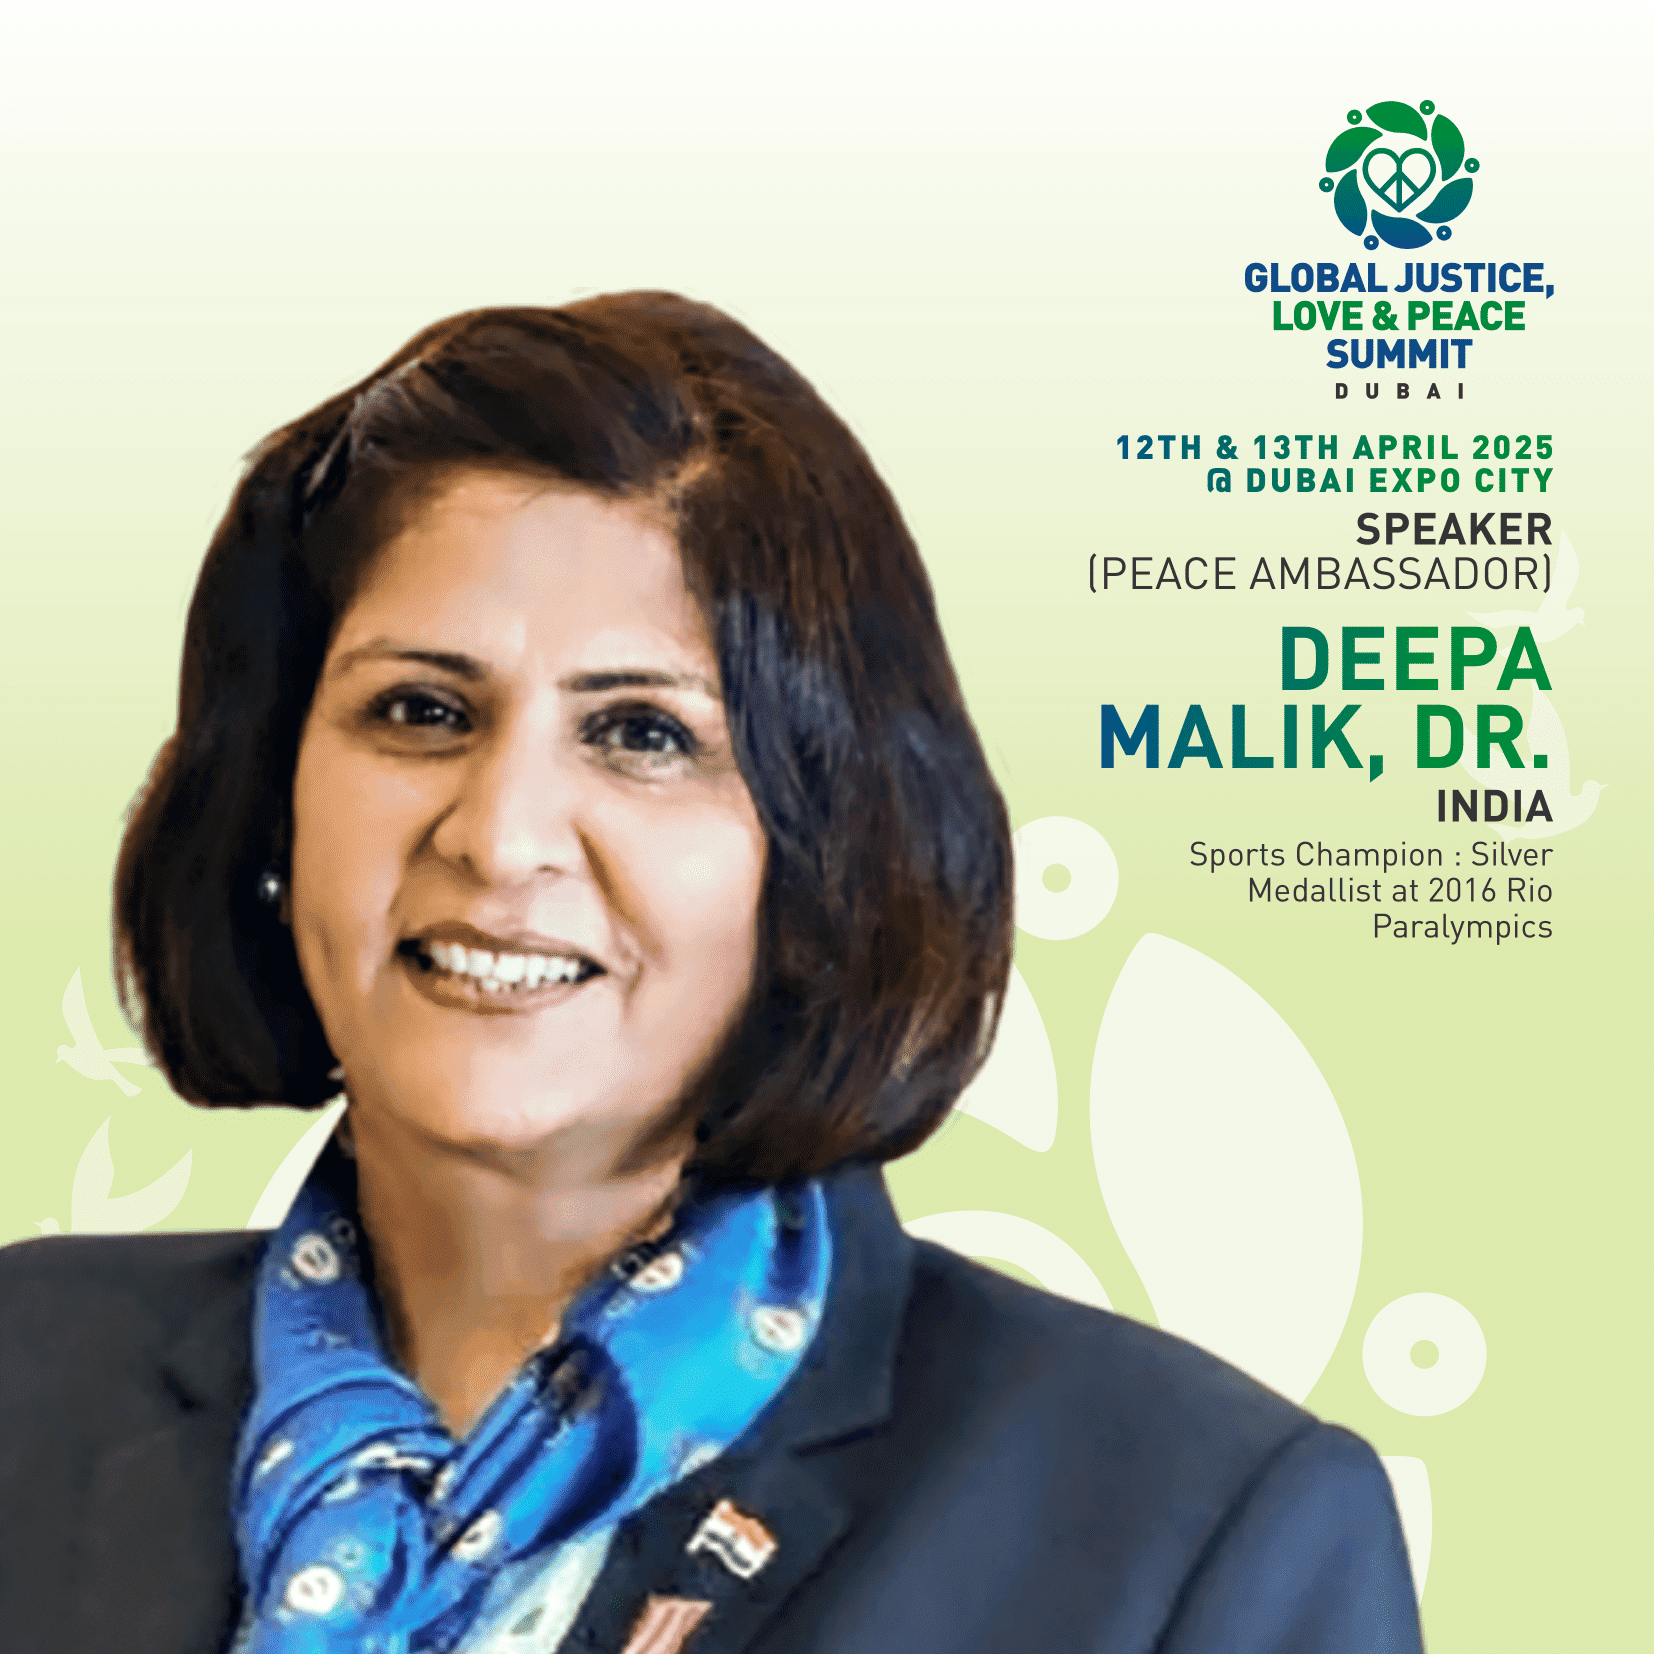 GLOBAL JUSTICE,
LOVE & PEACE
SUMMIT
DUBAI
12TH & 13TH APRIL 2025
@ DUBAI EXPO CITY
SPEAKER
(PEACE AMBASSADOR)
DEEPA
MALIK, DR.
INDIA
Sports Champion : Silver
Medallist at 2016 Rio
Paralympics